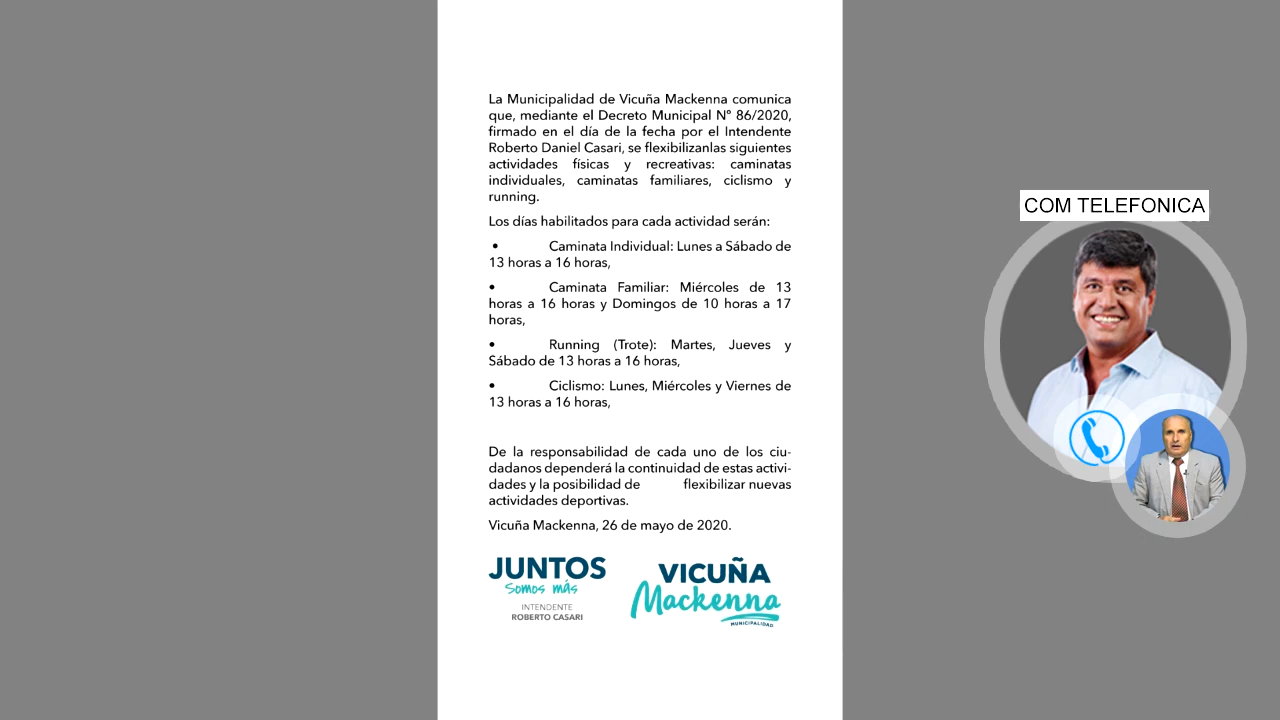 La Municipalidad de Vicuña Mackenna comunica
que, mediante el Decreto Municipal Nº 86/2020,
firmado en el día de la fecha por el Intendente
Roberto Daniel Casari, se flexibilizanlas siguientes
actividades físicas y recreativas: caminatas
individuales, caminatas familiares, ciclismo y
running.
Los días habilitados para cada actividad serán:
• Caminata Individual: Lunes a Sábado de
13 horas a 16 horas,
• Caminata Familiar: Miércoles de 13
horas a 16 horas y Domingos de 10 horas a 17
horas,
• Running (Trote): Martes, Jueves y
Sábado de 13 horas a 16 horas,
• Ciclismo: Lunes, Miércoles y Viernes de
13 horas a 16 horas,
De la responsabilidad de cada uno de los ciu-
dadanos dependerá la continuidad de estas activi-
dades y la posibilidad de flexibilizar nuevas
actividades deportivas.
Vicuña Mackenna, 26 de mayo de 2020.
JUNTOS
Somos más
INTENDENTE
ROBERTO CASARI
VICUÑA
Mackenna
MUNICIPALIDAD
COM TELEFONICA